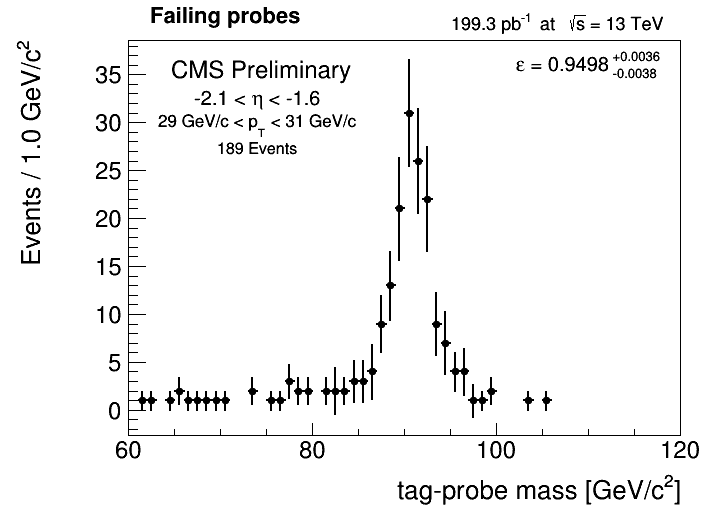 Failing probes
199.3 pb⁻¹ at √s = 13 TeV
CMS Preliminary
ε = 0.9498 +0.0036 -0.0038
-2.1 < η < -1.6
29 GeV/c < p_T < 31 GeV/c
189 Events
Events / 1.0 GeV/c²
35
30
25
20
15
10
5
0
60 80 100 120
tag-probe mass [GeV/c²]